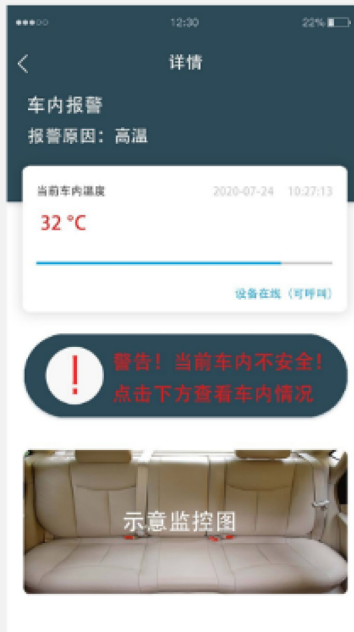 12:30
22%
详情
车内报警
报警原因：高温
当前车内温度
2020-07-24 10:27:13
32 °C
设备在线（可呼叫）
警告！当前车内不安全！
点击下方查看车内情况
示意监控图